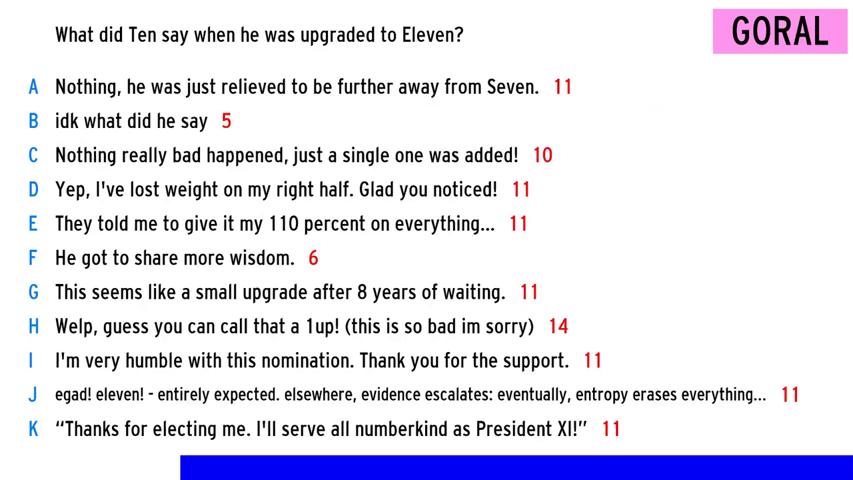 What did Ten say when he was upgraded to Eleven?
GORAL
A Nothing, he was just relieved to be further away from Seven. 11
B idk what did he say 5
C Nothing really bad happened, just a single one was added! 10
D Yep, I've lost weight on my right half. Glad you noticed! 11
E They told me to give it my 110 percent on everything... 11
F He got to share more wisdom. 6
G This seems like a small upgrade after 8 years of waiting. 11
H Welp, guess you can call that a 1up! (this is so bad im sorry) 14
I I'm very humble with this nomination. Thank you for the support. 11
J egad! eleven! - entirely expected. elsewhere, evidence escalates: eventually, entropy erases everything... 11
K “Thanks for electing me. I'll serve all numberkind as President XI!” 11